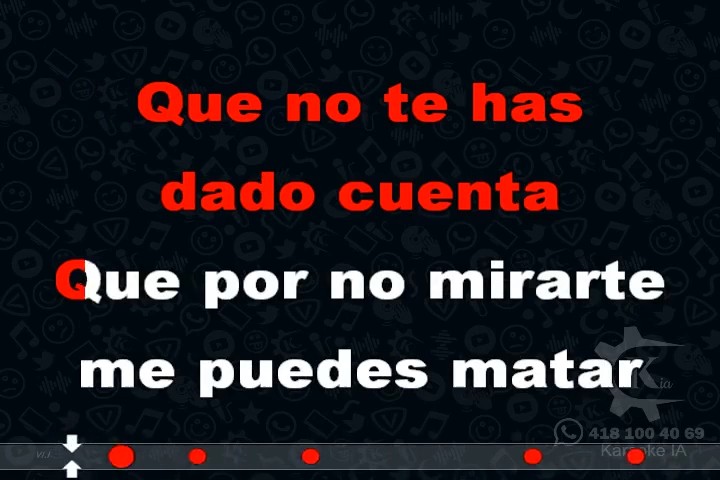 Que no te has
dado cuenta
Que por no mirarte
me puedes matar
K.ia
418 100 40 69
Karaoke IA